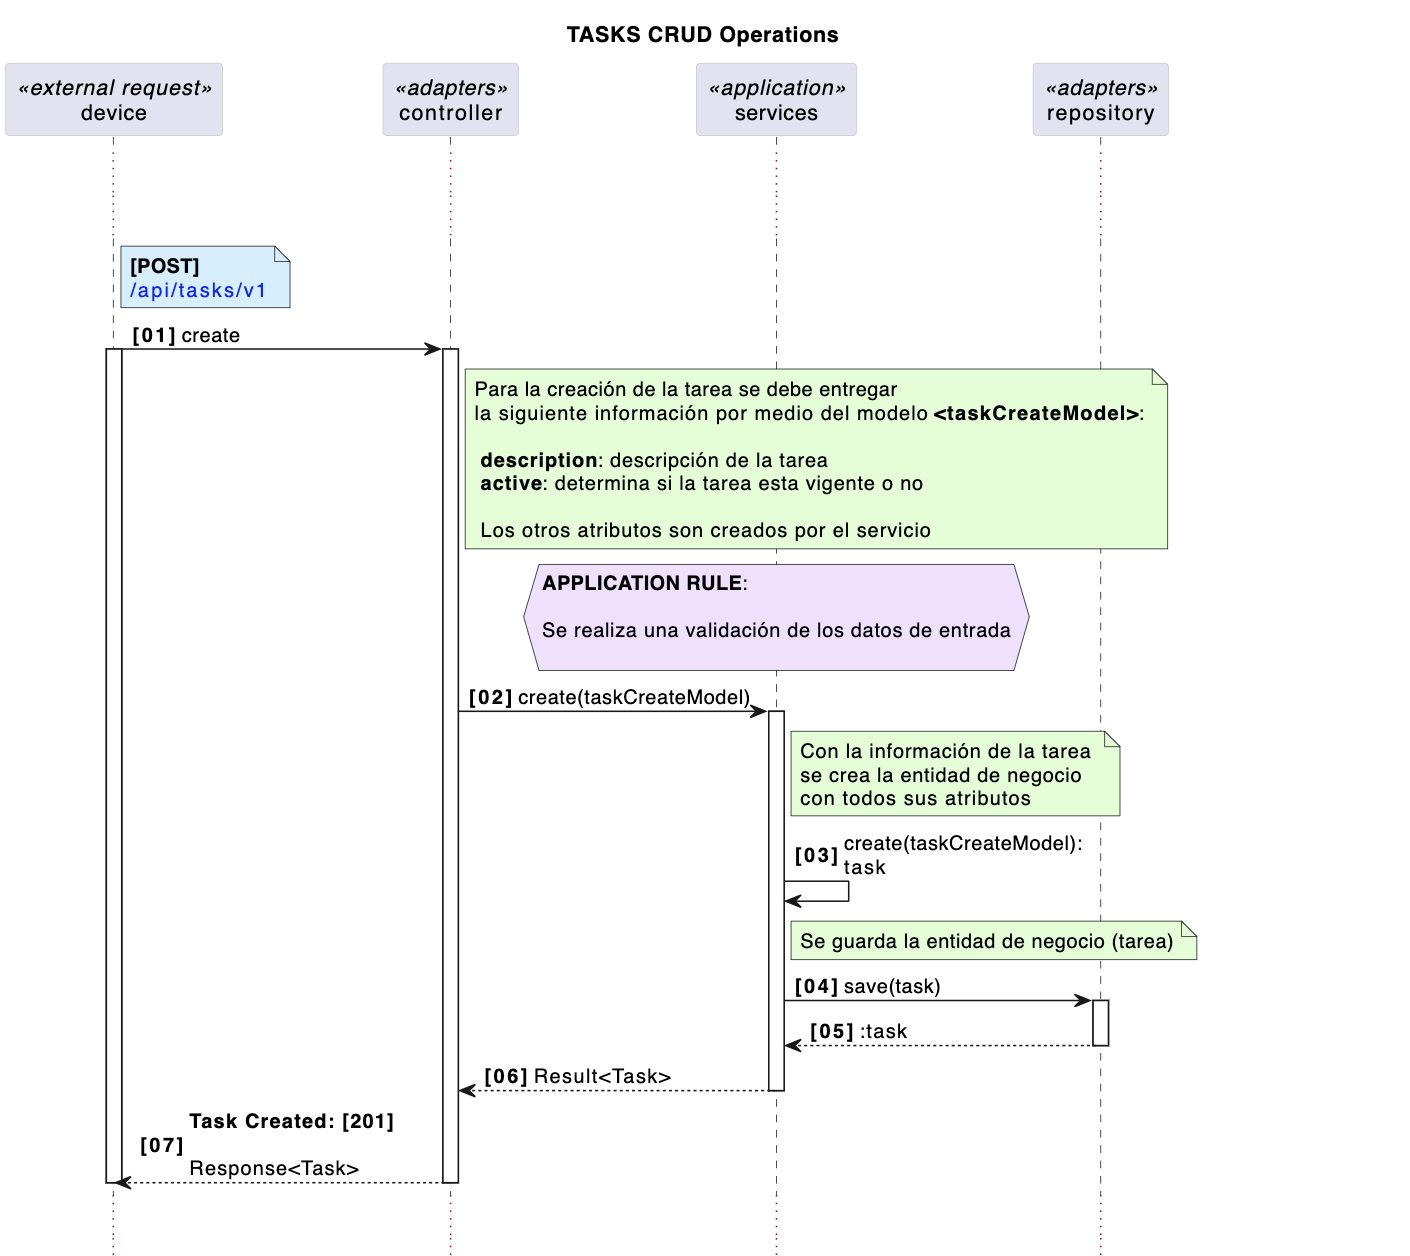 TASKS CRUD Operations
«external request»
device
«adapters»
controller
«application»
services
«adapters»
repository
[POST]
/api/tasks/v1
[01] create
Para la creación de la tarea se debe entregar
la siguiente información por medio del modelo <taskCreateModel>:
description: descripción de la tarea
active: determina si la tarea esta vigente o no
Los otros atributos son creados por el servicio
APPLICATION RULE:
Se realiza una validación de los datos de entrada
[02] create(taskCreateModel)
Con la información de la tarea
se crea la entidad de negocio
con todos sus atributos
[03] create(taskCreateModel):
task
Se guarda la entidad de negocio (tarea)
[04] save(task)
[05] :task
[06] Result<Task>
Task Created: [201]
[07]
Response<Task>